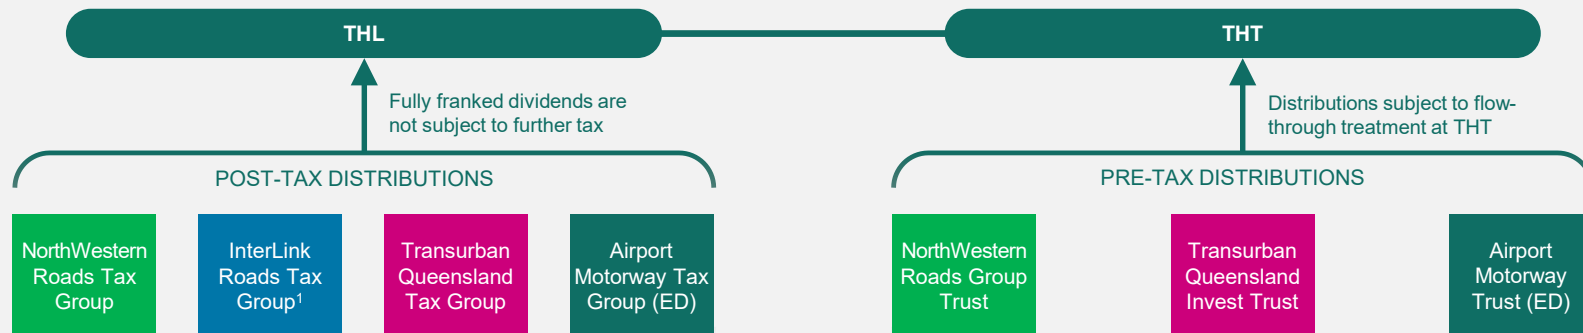 THL
THT
Fully franked dividends are
not subject to further tax
Distributions subject to flow-
through treatment at THT
POST-TAX DISTRIBUTIONS
PRE-TAX DISTRIBUTIONS
NorthWestern
Roads Tax
Group
InterLink
Roads Tax
Group¹
Transurban
Queensland
Tax Group
Airport
Motorway Tax
Group (ED)
NorthWestern
Roads Group
Trust
Transurban
Queensland
Invest Trust
Airport
Motorway
Trust (ED)